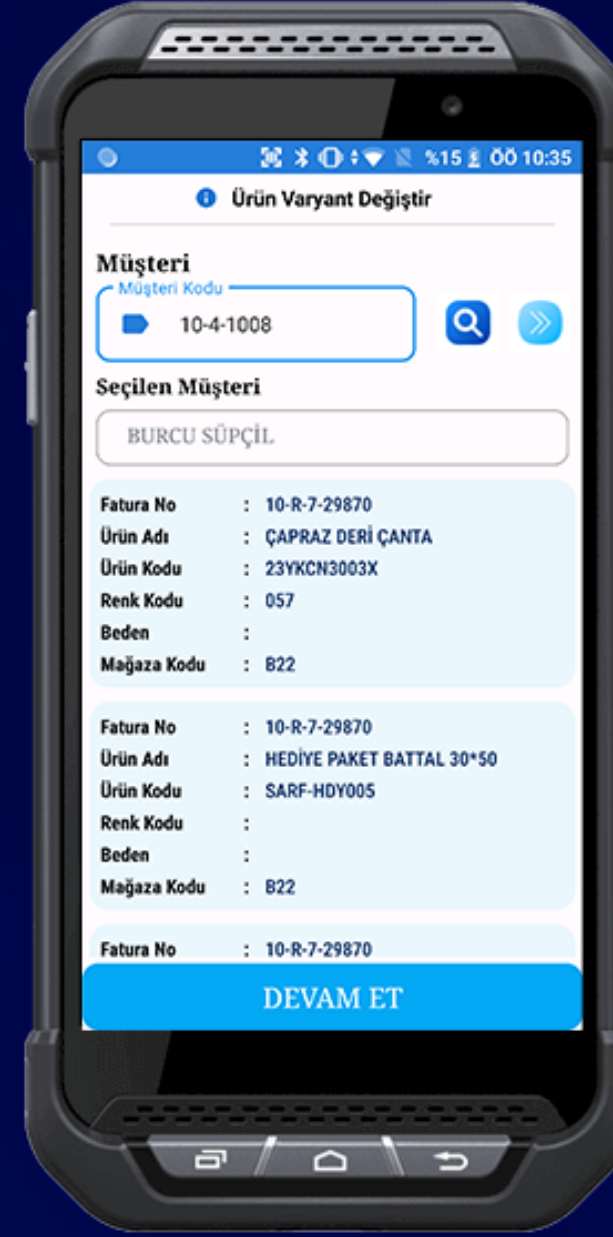 %15 ÖÖ 10:35
Ürün Varyant Değiştir
Müşteri
Müşteri Kodu
10-4-1008
Seçilen Müşteri
BURCU SÜPÇİL
Fatura No : 10-R-7-29870
Ürün Adı : ÇAPRAZ DERİ ÇANTA
Ürün Kodu : 23YKCN3003X
Renk Kodu : 057
Beden :
Mağaza Kodu : B22
Fatura No : 10-R-7-29870
Ürün Adı : HEDİYE PAKET BATTAL 30*50
Ürün Kodu : SARF-HDY005
Renk Kodu :
Beden :
Mağaza Kodu : B22
Fatura No : 10-R-7-29870
DEVAM ET